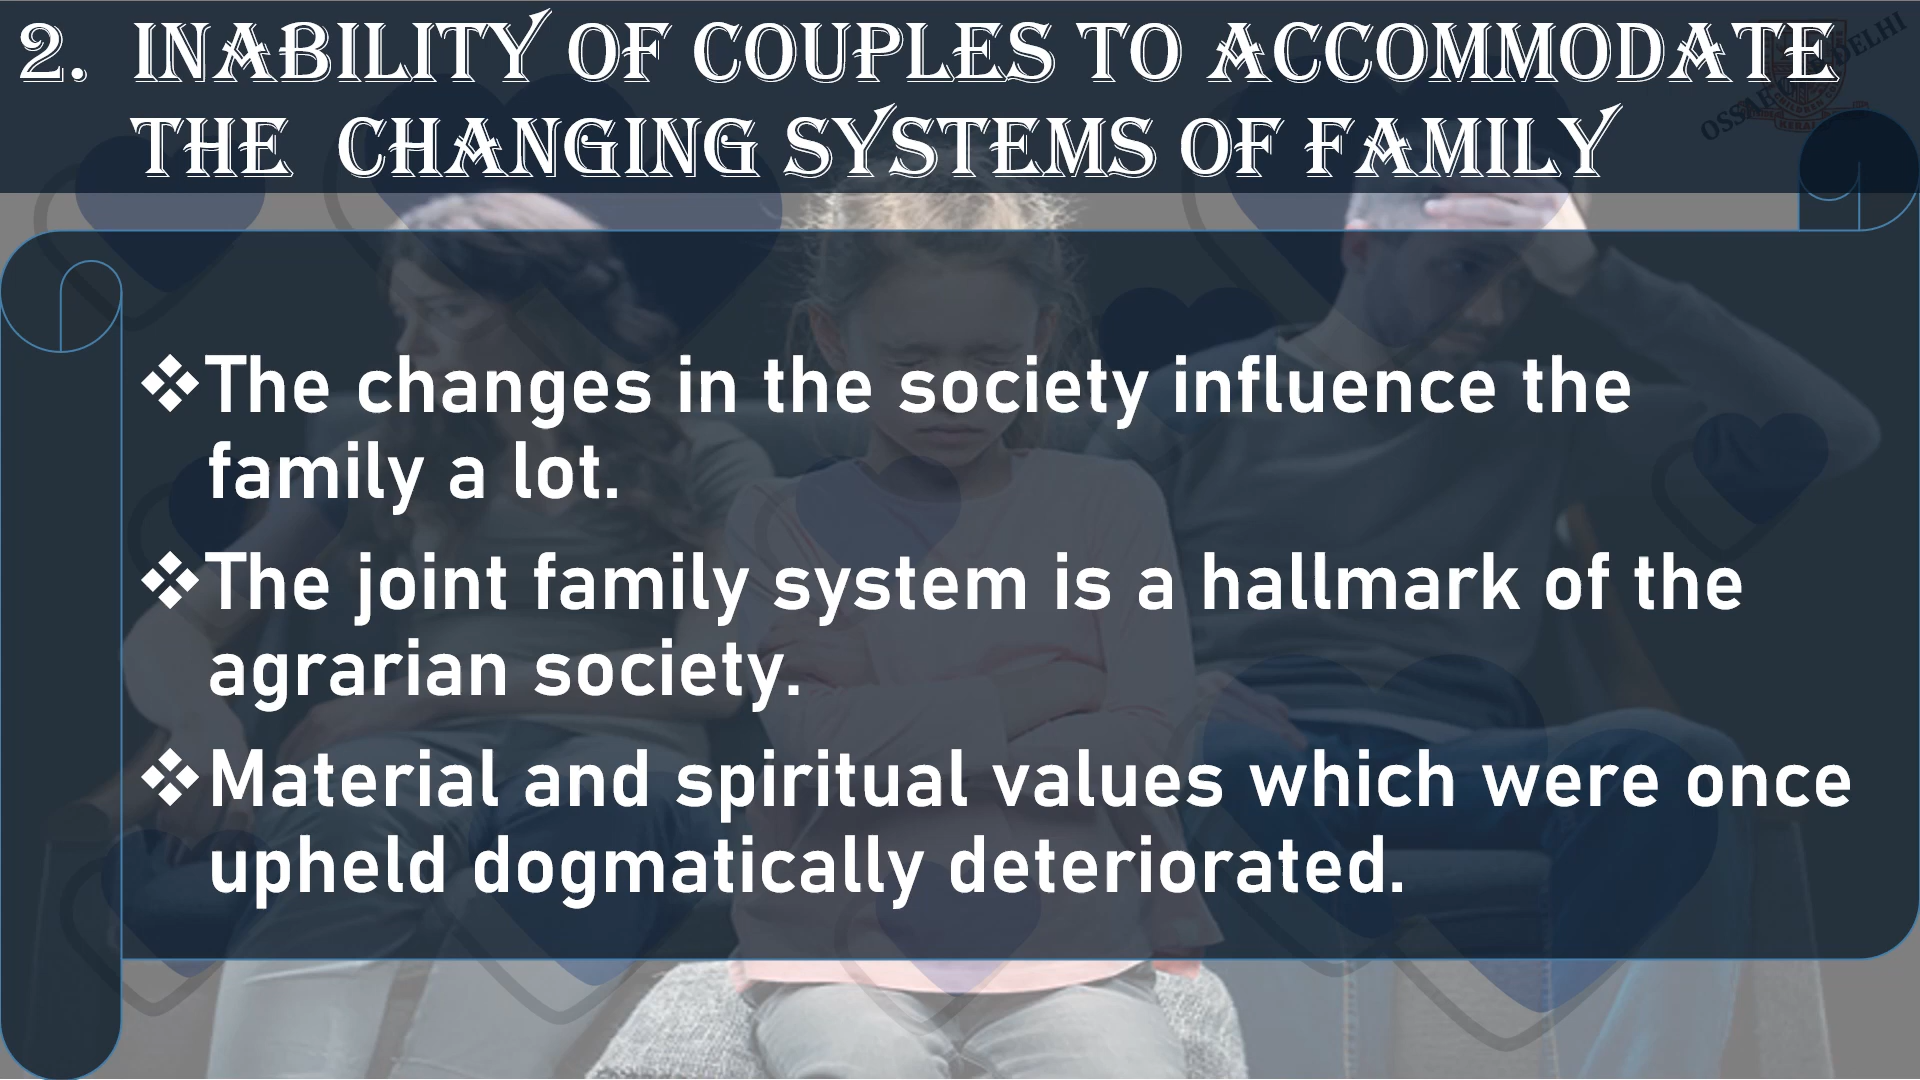 2. INABILITY OF COUPLES TO ACCOMMODATE
THE CHANGING SYSTEMS OF FAMILY
❖The changes in the society influence the
family a lot.
❖The joint family system is a hallmark of the
agrarian society.
❖Material and spiritual values which were once
upheld dogmatically deteriorated.